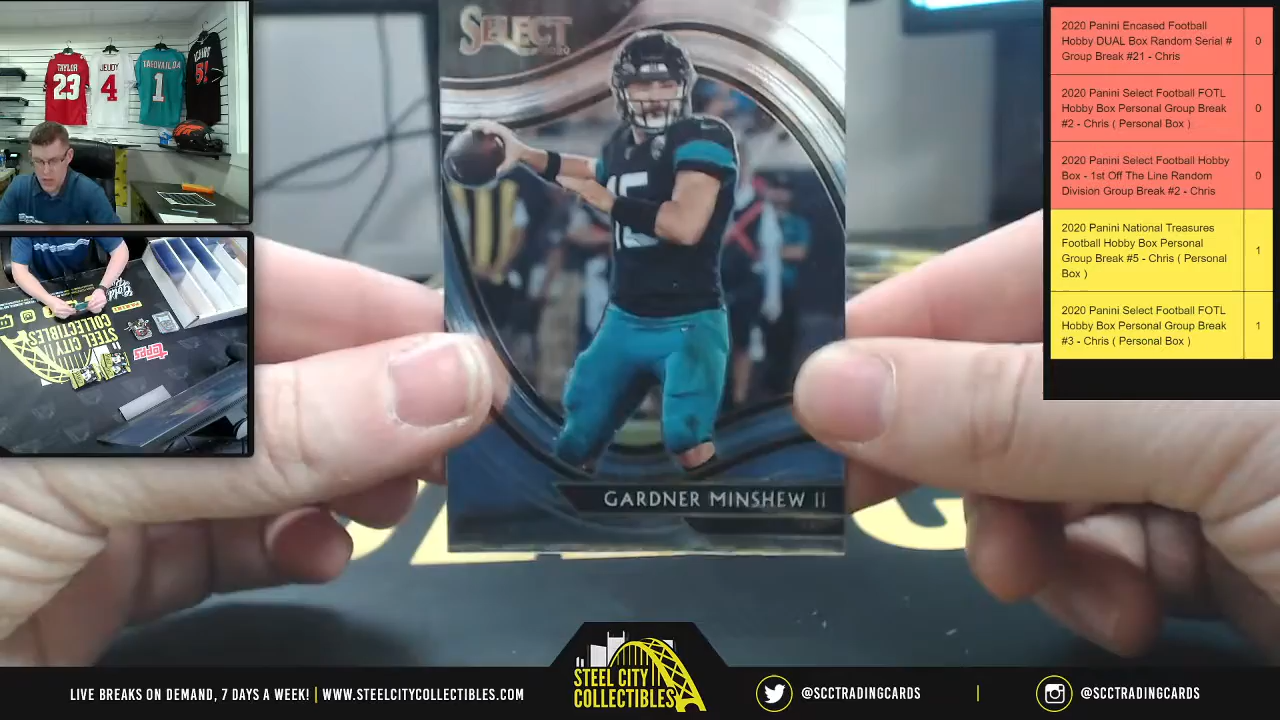 SELECT
2020
15
GARDNER MINSHEW II
TAYLOR
23
JEUDY
4
TAGOVAILOA
1
STEEL CITY
COLLECTIBLES
Topps
2020 Panini Encased Football
Hobby DUAL Box Random Serial #
Group Break #21 - Chris
0
2020 Panini Select Football FOTL
Hobby Box Personal Group Break
#2 - Chris ( Personal Box )
0
2020 Panini Select Football Hobby
Box - 1st Off The Line Random
Division Group Break #2 - Chris
0
2020 Panini National Treasures
Football Hobby Box Personal
Group Break #5 - Chris ( Personal
Box )
1
2020 Panini Select Football FOTL
Hobby Box Personal Group Break
#3 - Chris ( Personal Box )
1
LIVE BREAKS ON DEMAND, 7 DAYS A WEEK! | WWW.STEELCITYCOLLECTIBLES.COM
STEEL CITY
COLLECTIBLES
@SCCTRADINGCARDS | @SCCTRADINGCARDS